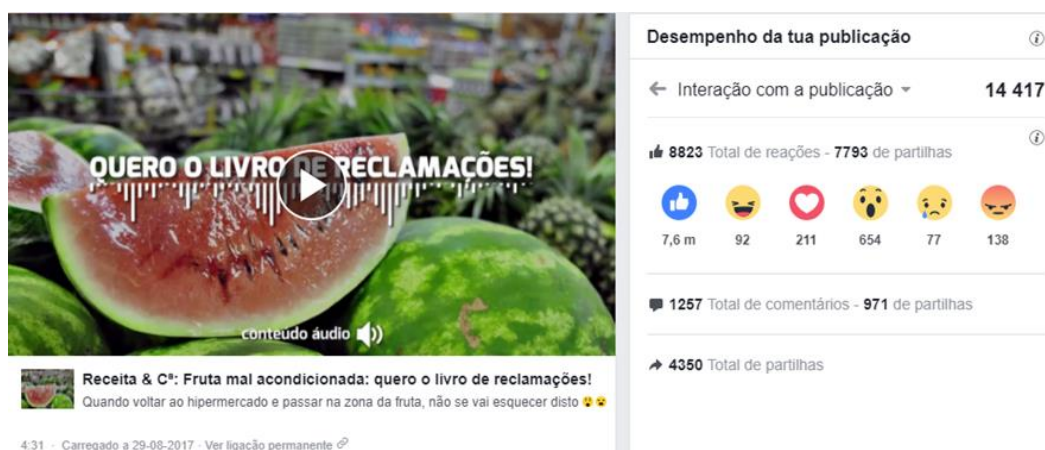 QUERO O LIVRO DE RECLAMAÇÕES!
conteúdo áudio
Receita & Cª: Fruta mal acondicionada: quero o livro de reclamações!
Quando voltar ao hipermercado e passar na zona da fruta, não se vai esquecer disto
4:31 · Carregado a 29-08-2017 · Ver ligação permanente
Desempenho da tua publicação
Interação com a publicação 14 417
8823 Total de reações - 7793 de partilhas
7,6 m 92 211 654 77 138
1257 Total de comentários - 971 de partilhas
4350 Total de partilhas